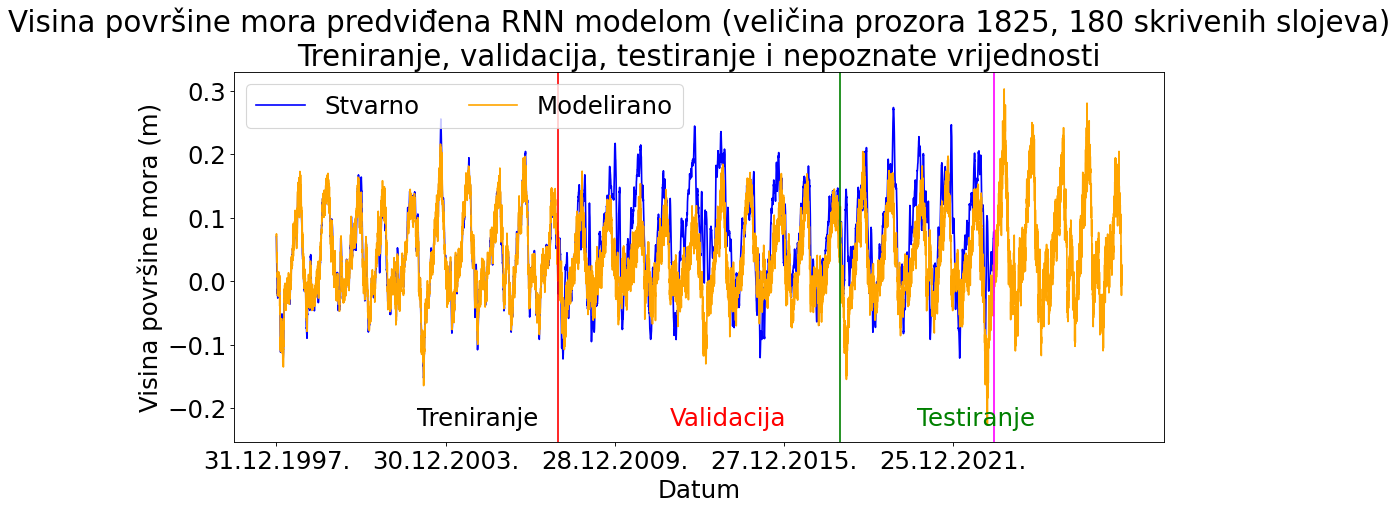 Visina površine mora predviđena RNN modelom (veličina prozora 1825, 180 skrivenih slojeva)
Treniranje, validacija, testiranje i nepoznate vrijednosti
Stvarno
Modelirano
Visina površine mora (m)
0.3
0.2
0.1
0.0
−0.1
−0.2
Treniranje
Validacija
Testiranje
31.12.1997.
30.12.2003.
28.12.2009.
27.12.2015.
25.12.2021.
Datum